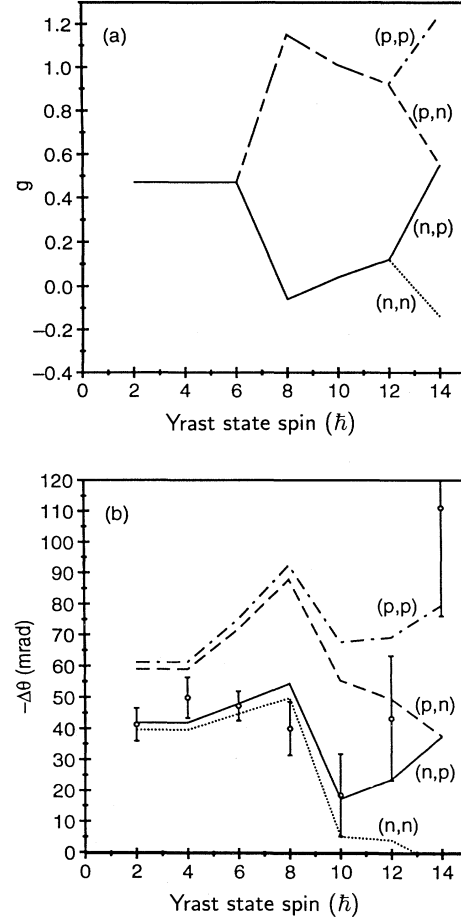 (a)
1.2
1.0
0.8
0.6
0.4
0.2
0.0
−0.2
−0.4
g
(p,p)
(p,n)
(n,p)
(n,n)
0 2 4 6 8 10 12 14
Yrast state spin (ℏ)
(b)
120
110
100
90
80
70
60
50
40
30
20
10
0
−Δθ (mrad)
(p,p)
(p,n)
(n,p)
(n,n)
0 2 4 6 8 10 12 14
Yrast state spin (ℏ)